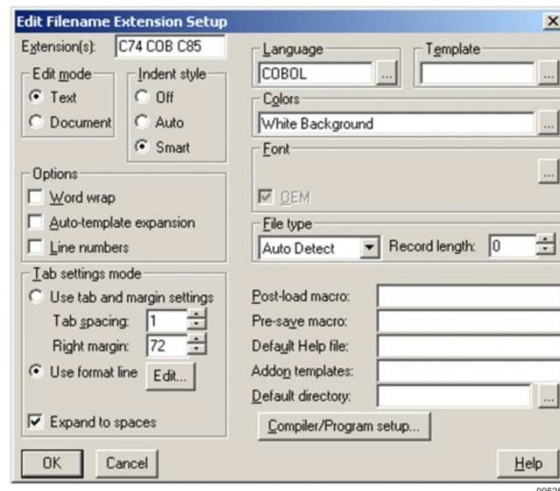 Edit Filename Extension Setup
Extension(s): C74 COB C85
Edit mode
Text
Document
Indent style
Off
Auto
Smart
Options
Word wrap
Auto-template expansion
Line numbers
Tab settings mode
Use tab and margin settings
Tab spacing: 1
Right margin: 72
Use format line Edit...
Expand to spaces
Language
COBOL ...
Template
...
Colors
White Background ...
Font
...
OEM
File type
Auto Detect Record length: 0
Post-load macro:
Pre-save macro:
Default Help file:
Addon templates:
Default directory: ...
Compiler/Program setup...
OK Cancel Help